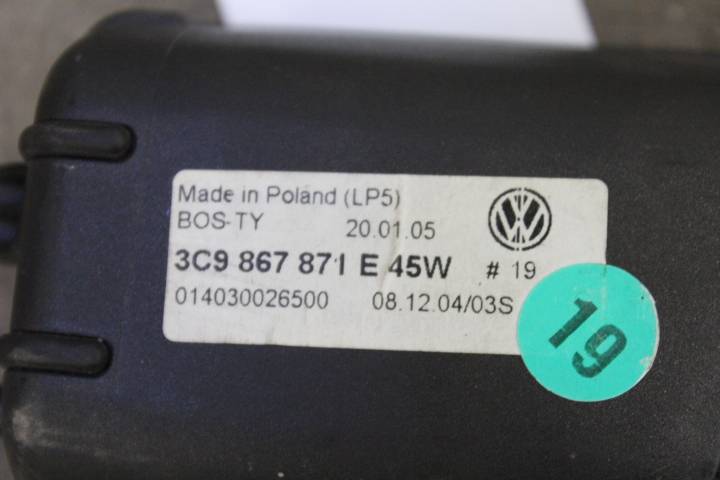 Made in Poland (LP5)
BOS-TY 20.01.05
3C9 867 871 E 45W # 19
014030026500 08.12.04/03S
19